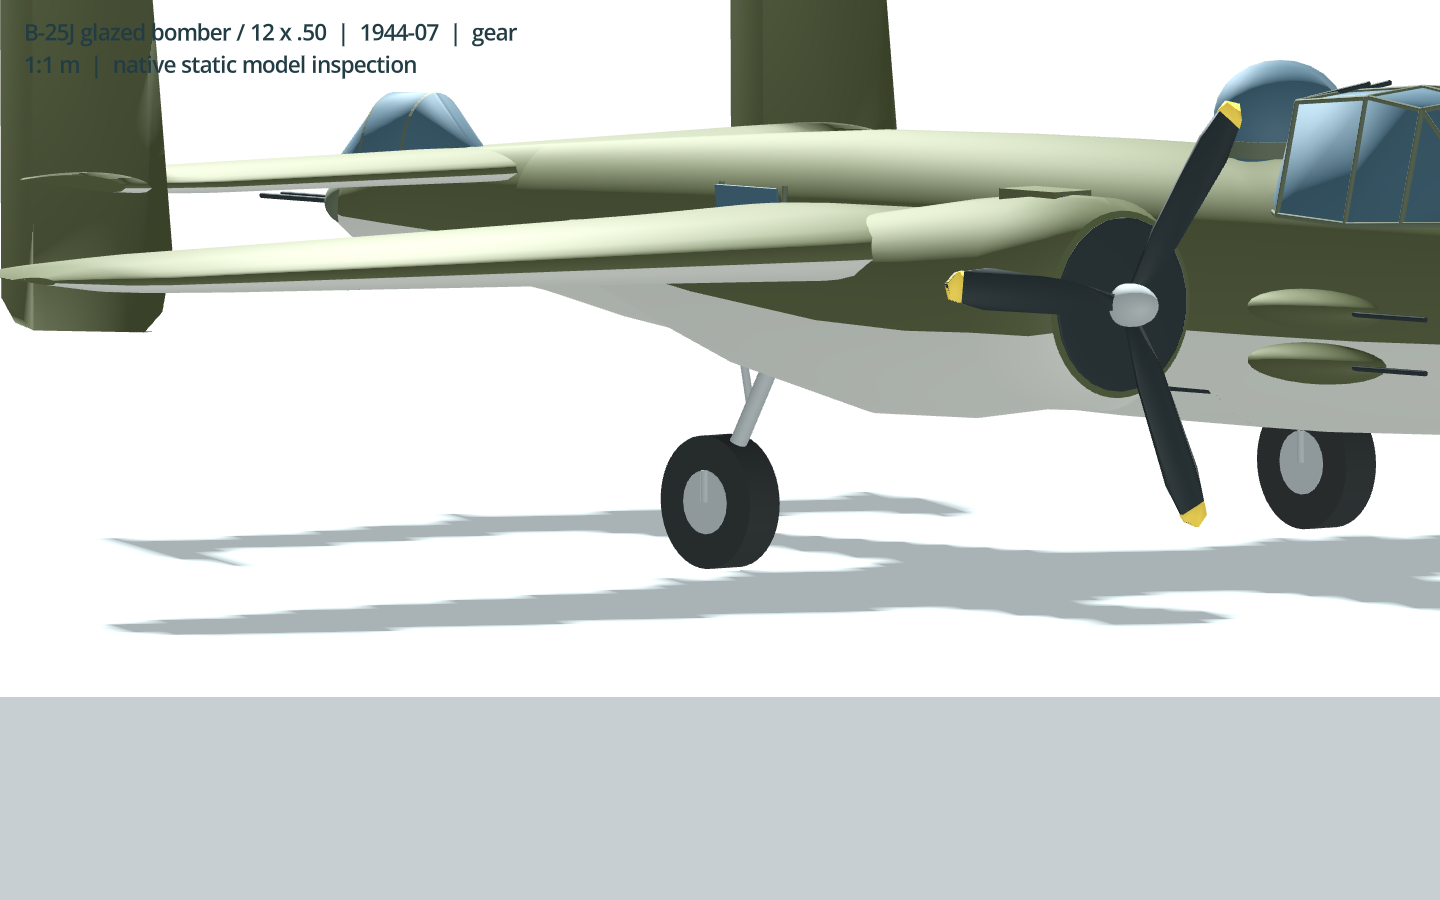 B-25J glazed bomber / 12 x .50 | 1944-07 | gear
1:1 m | native static model inspection